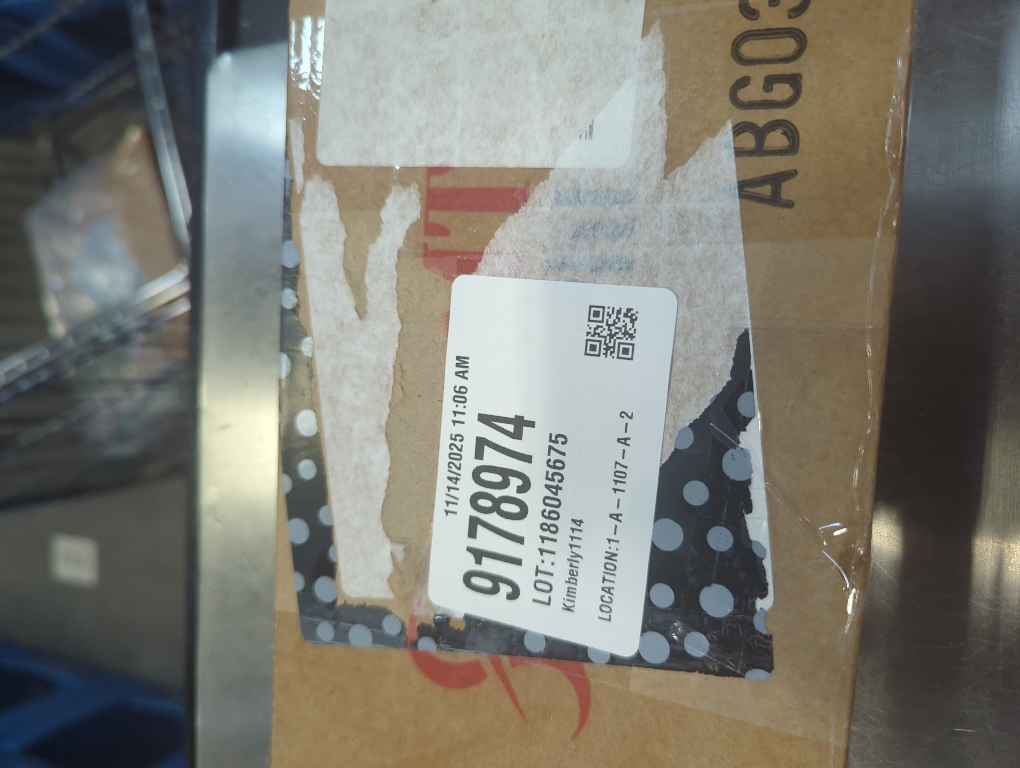 11/14/2025 11:06 AM
9178974
LOT:1186045675
Kimberly1114
LOCATION:1-A-1107-A-2
ABG03